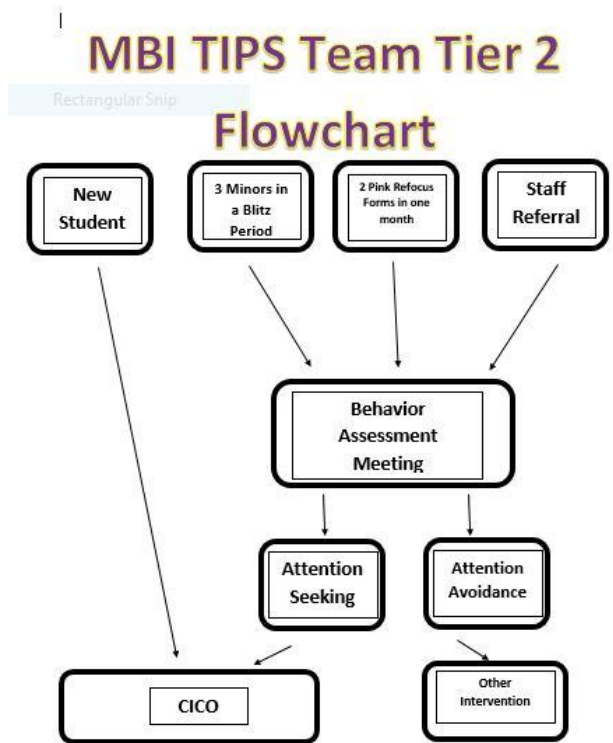 MBI TIPS Team Tier 2
Rectangular Snip
Flowchart
New
Student
3 Minors in
a Blitz
Period
2 Pink Refocus
Forms in one
month
Staff
Referral
Behavior
Assessment
Meeting
Attention
Seeking
Attention
Avoidance
CICO
Other
Intervention